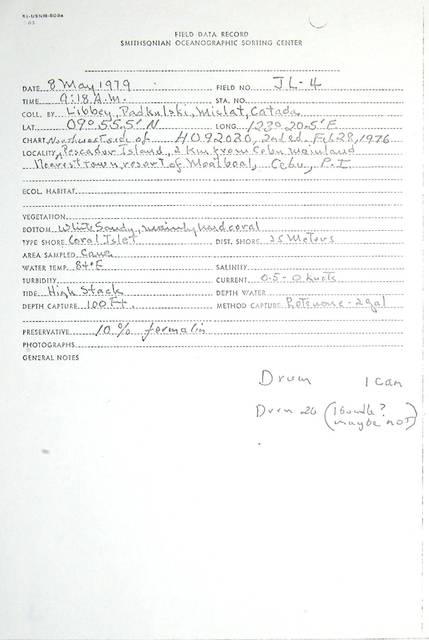 SI-USNM-808a
FIELD DATA RECORD
SMITHSONIAN OCEANOGRAPHIC SORTING CENTER
DATE 8 May 1979 FIELD NO. JL-4
TIME 9:18 A.M. STA. NO.
COLL. BY Libbey, Padkulski, Miclat, Catada
LAT. 09° 55.5' N LONG. 123° 20.5' E
CHART Northwest side of H.O. 92030, 2nd ed. Feb 28, 1976
LOCALITY Pescador Island, 2 km from Cebu mainland
Nearest town, resort of Moalboal, Cebu, P.I.
ECOL. HABITAT
VEGETATION
BOTTOM White Sandy, mainly hard coral
TYPE SHORE Coral Islet DIST. SHORE 25 Meters
AREA SAMPLED Cave
WATER TEMP. 84°F SALINITY
TURBIDITY CURRENT 0.5-0 knots
TIDE High Slack DEPTH WATER
DEPTH CAPTURE 100 Ft. METHOD CAPTURE Rotenone-2 gal
PRESERVATIVE 10% formalin
PHOTOGRAPHS
GENERAL NOTES
Drum 1 can
Drum 26 (1 bundle?
maybe not)